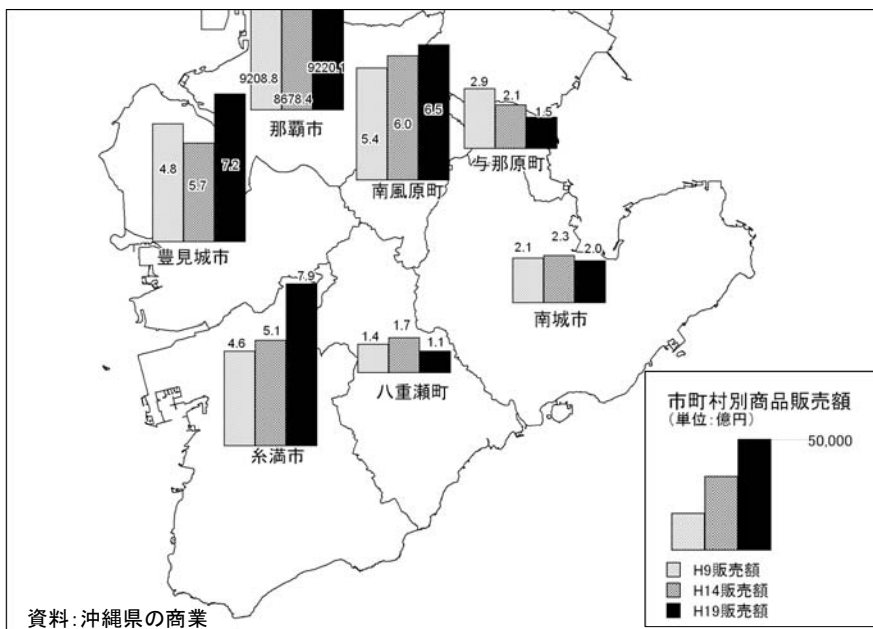 9208.8
8678.4
9220.1
那覇市
5.4
6.0
6.5
南風原町
2.9
2.1
1.5
与那原町
4.8
5.7
7.2
豊見城市
2.1
2.3
2.0
南城市
4.6
5.1
7.9
糸満市
1.4
1.7
1.1
八重瀬町
市町村別商品販売額
(単位:億円)
50,000
H9販売額
H14販売額
H19販売額
資料:沖縄県の商業